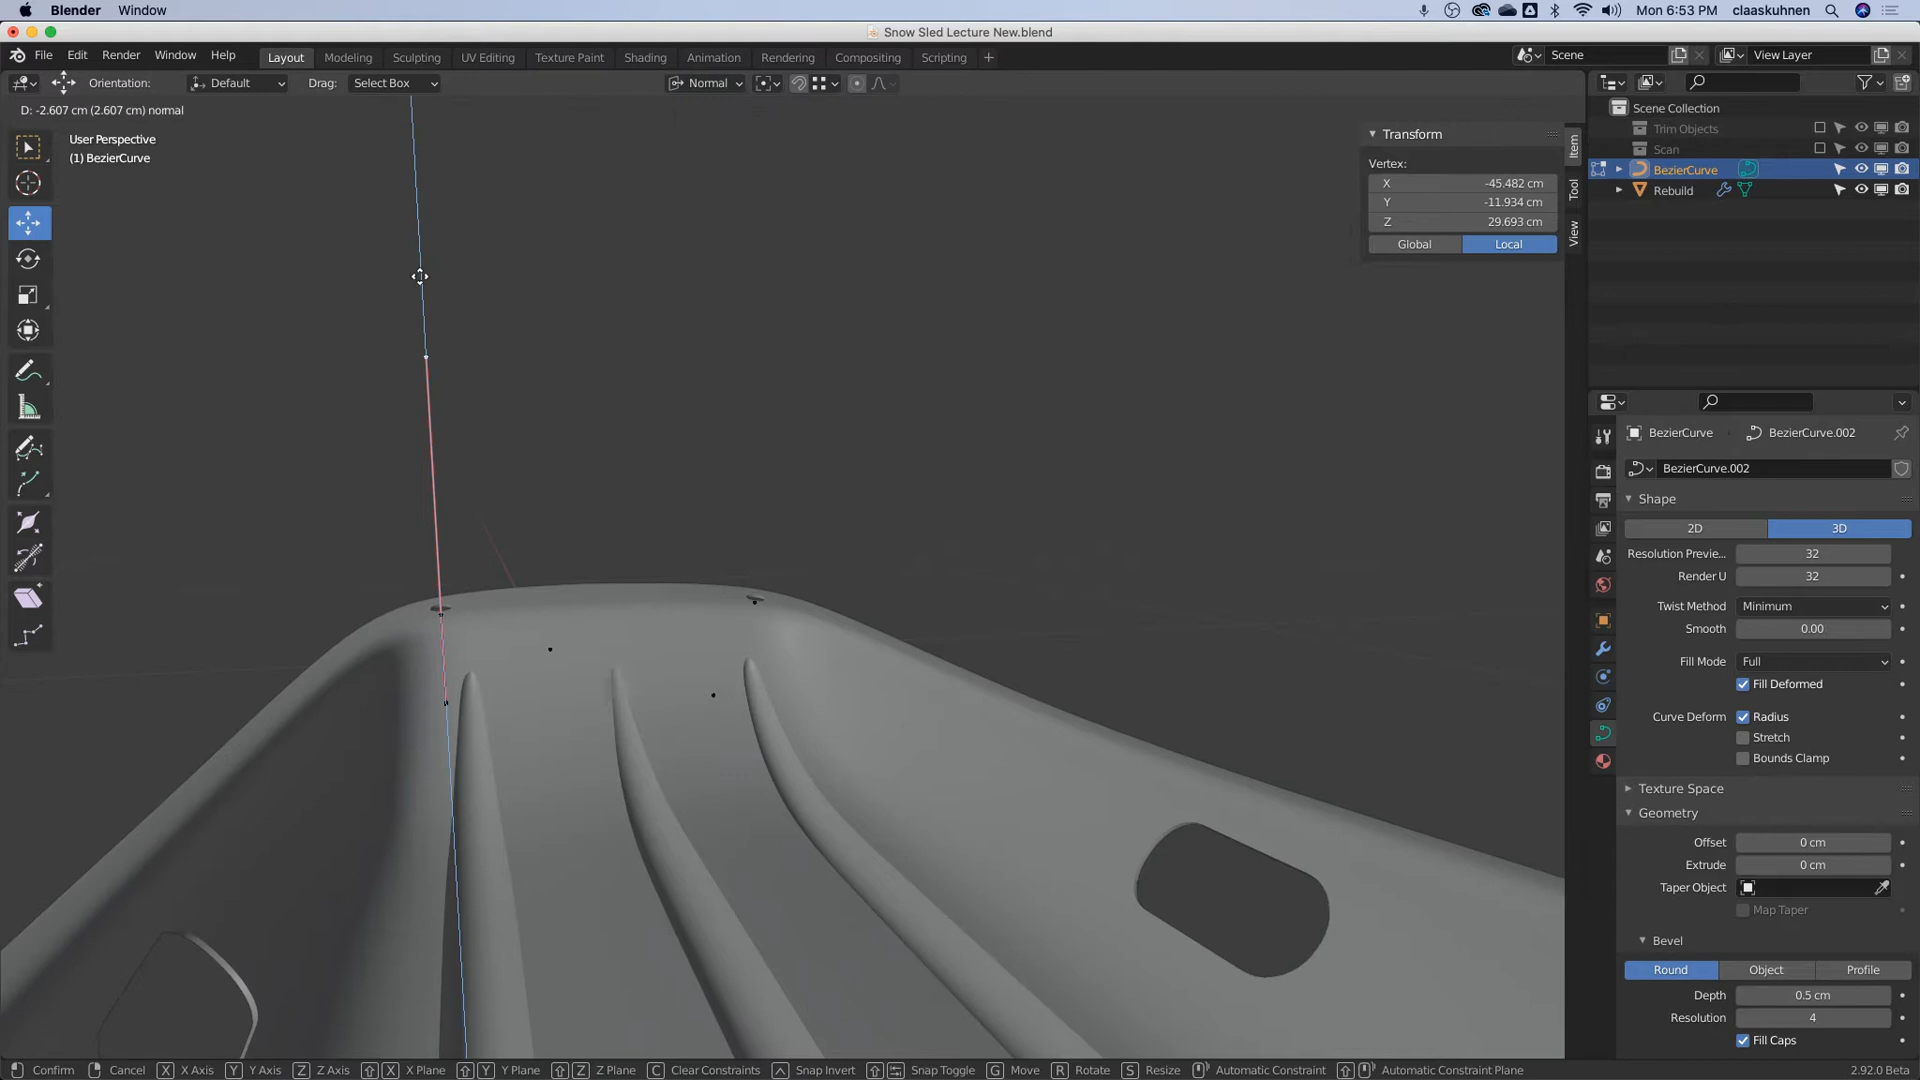 Blender Window Mon 6:53 PM claaskuhnen
Snow Sled Lecture New.blend
File Edit Render Window Help Layout Modeling Sculpting UV Editing Texture Paint Shading Animation Rendering Compositing Scripting + Scene View Layer
Orientation: Default Drag: Select Box Normal
D: -2.607 cm (2.607 cm) normal
User Perspective
(1) BezierCurve
Transform
Vertex:
X -45.482 cm
Y -11.934 cm
Z 29.693 cm
Global Local
Item
Tool
View
Scene Collection
Trim Objects
Scan
BezierCurve
Rebuild
BezierCurve BezierCurve.002
BezierCurve.002
Shape
2D 3D
Resolution Previe... 32
Render U 32
Twist Method Minimum
Smooth 0.00
Fill Mode Full
Fill Deformed
Curve Deform Radius
Stretch
Bounds Clamp
Texture Space
Geometry
Offset 0 cm
Extrude 0 cm
Taper Object
Map Taper
Bevel
Round Object Profile
Depth 0.5 cm
Resolution 4
Fill Caps
Confirm Cancel X X Axis Y Y Axis Z Z Axis X X Plane Y Y Plane Z Z Plane C Clear Constraints Snap Invert Snap Toggle G Move R Rotate S Resize Automatic Constraint Automatic Constraint Plane 2.92.0 Beta